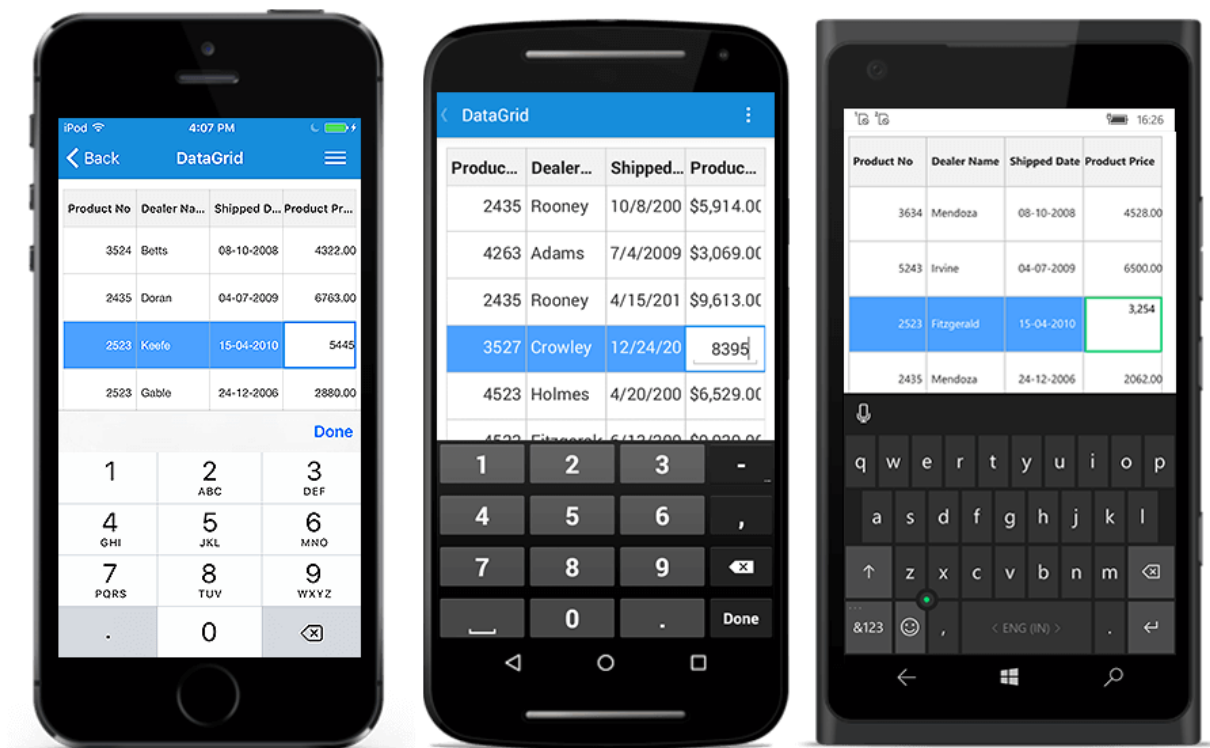 iPod 4:07 PM
Back DataGrid
Product No Dealer Na... Shipped D... Product Pr...
3524 Betts 08-10-2008 4322.00
2435 Doran 04-07-2009 6763.00
2523 Keefe 15-04-2010 5445
2523 Gable 24-12-2006 2880.00
Done
1 2 3
ABC DEF
4 5 6
GHI JKL MNO
7 8 9
PQRS TUV WXYZ
. 0
DataGrid
Produc... Dealer... Shipped... Produc...
2435 Rooney 10/8/200 $5,914.00
4263 Adams 7/4/2009 $3,069.00
2435 Rooney 4/15/201 $9,613.00
3527 Crowley 12/24/20 8395
4523 Holmes 4/20/200 $6,529.00
4523 Fitzgerald 6/13/200
1 2 3 -
4 5 6 ,
7 8 9
0 . Done
16:26
Product No Dealer Name Shipped Date Product Price
3634 Mendoza 08-10-2008 4528.00
5243 Irvine 04-07-2009 6500.00
2523 Fitzgerald 15-04-2010 3,254
2435 Mendoza 24-12-2006 2062.00
q w e r t y u i o p
a s d f g h j k l
z x c v b n m
&123 , < ENG (IN) > .